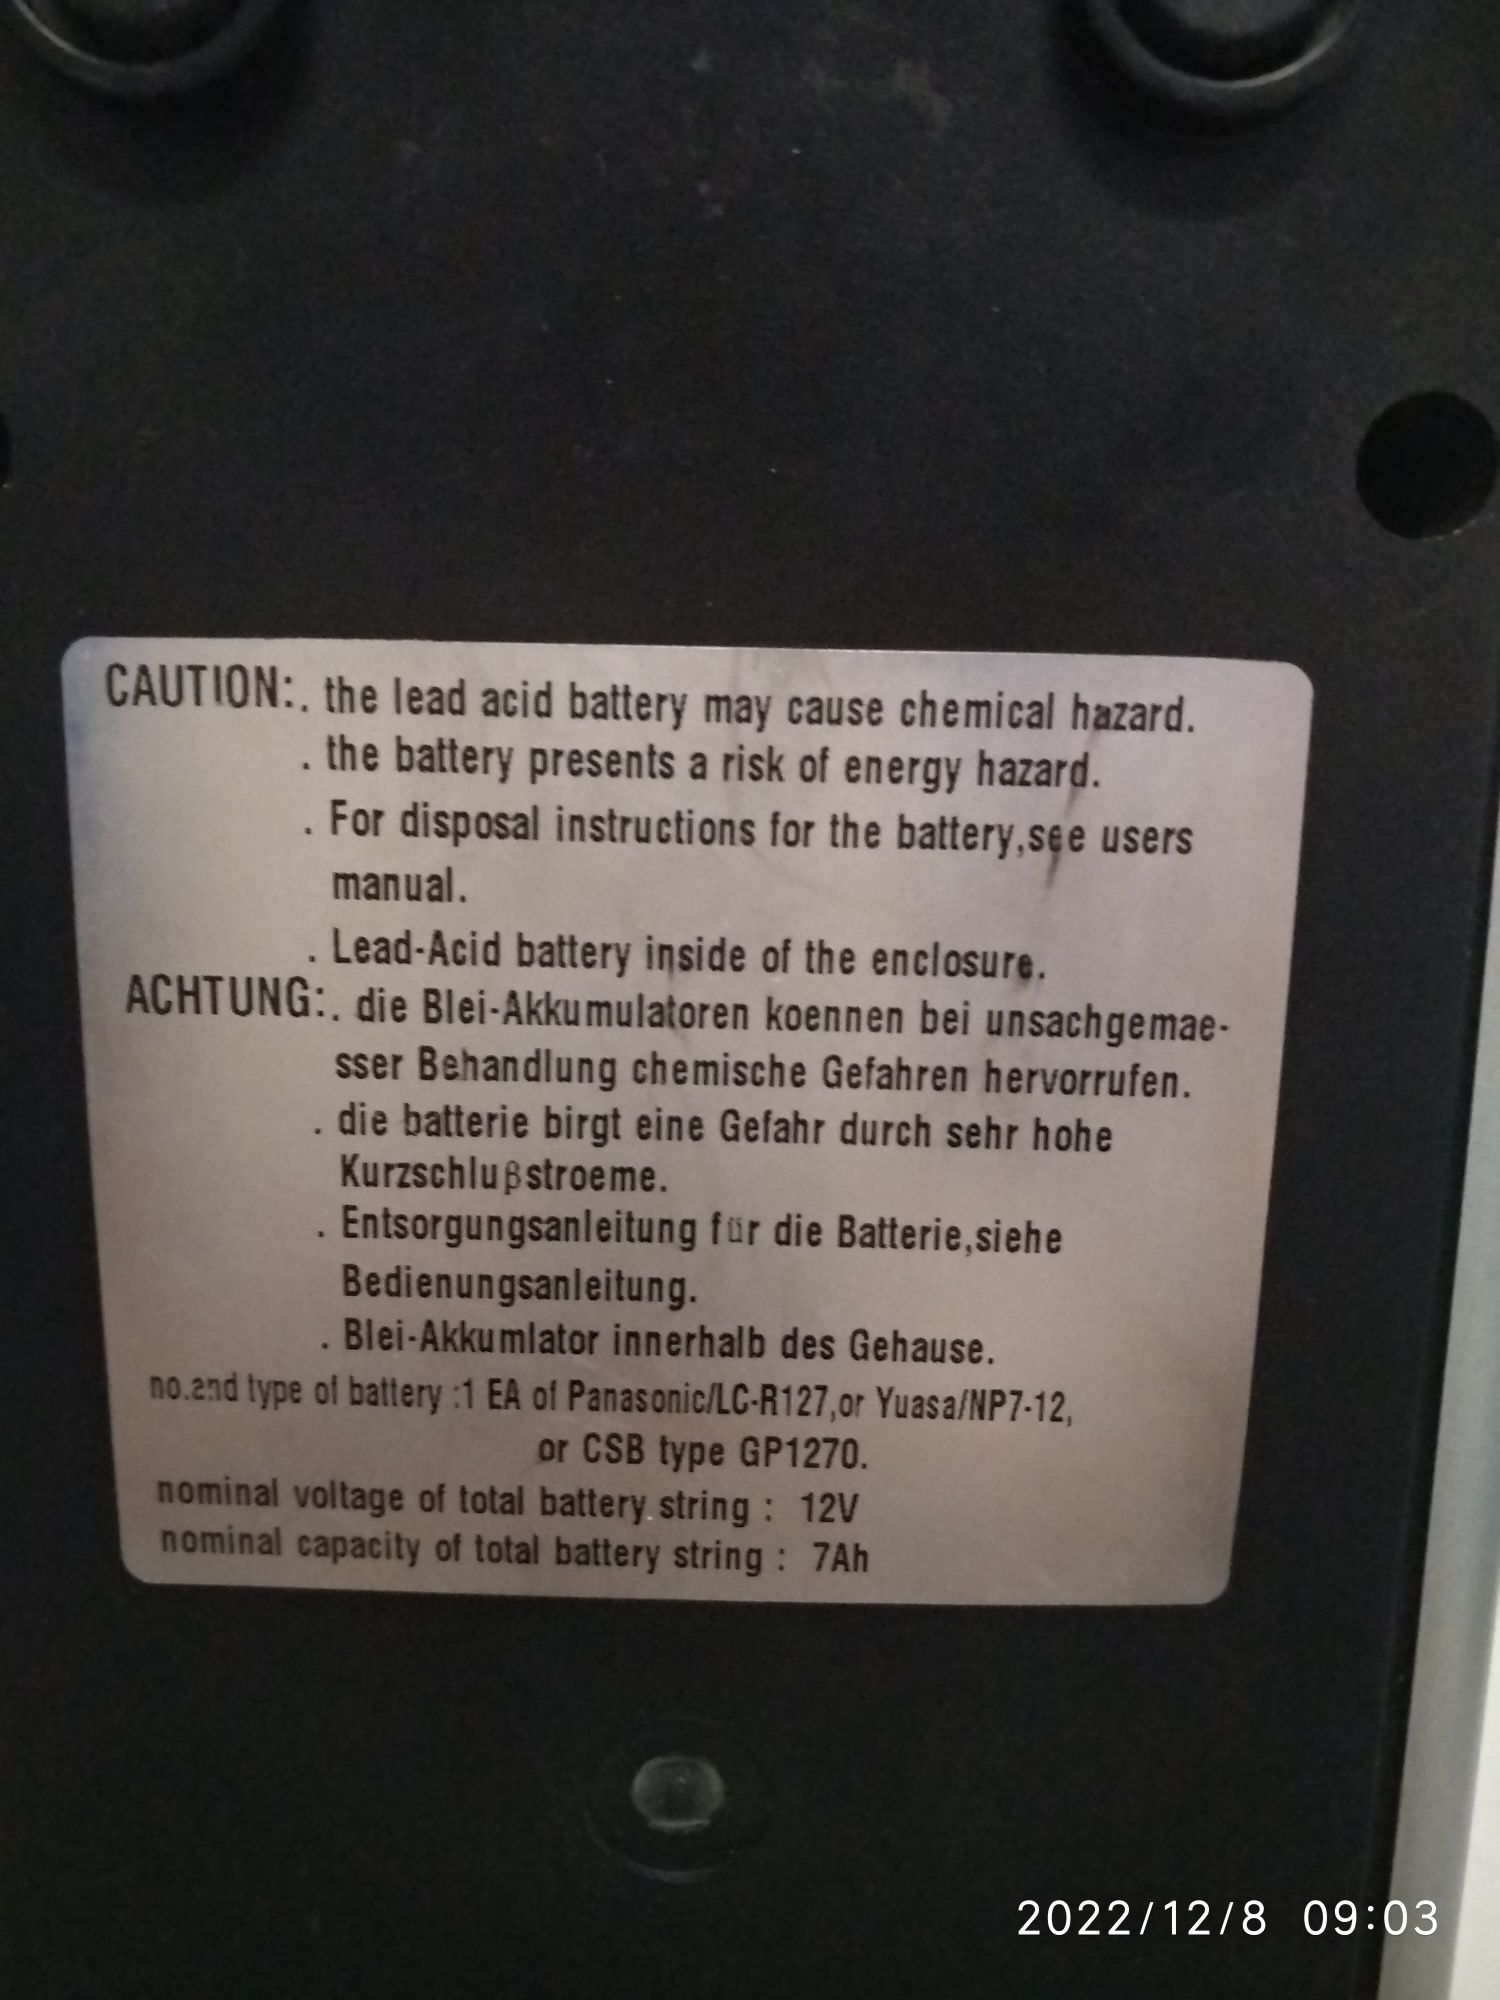 CAUTION:. the lead acid battery may cause chemical hazard.
. the battery presents a risk of energy hazard.
. For disposal instructions for the battery,see users
manual.
. Lead-Acid battery inside of the enclosure.
ACHTUNG:. die Blei-Akkumulatoren koennen bei unsachgemae-
sser Behandlung chemische Gefahren hervorrufen.
. die batterie birgt eine Gefahr durch sehr hohe
Kurzschlußstroeme.
. Entsorgungsanleitung für die Batterie,siehe
Bedienungsanleitung.
. Blei-Akkumlator innerhalb des Gehause.
no.and type of battery :1 EA of Panasonic/LC-R127,or Yuasa/NP7-12,
or CSB type GP1270.
nominal voltage of total battery string : 12V
nominal capacity of total battery string : 7Ah
2022/12/8 09:03